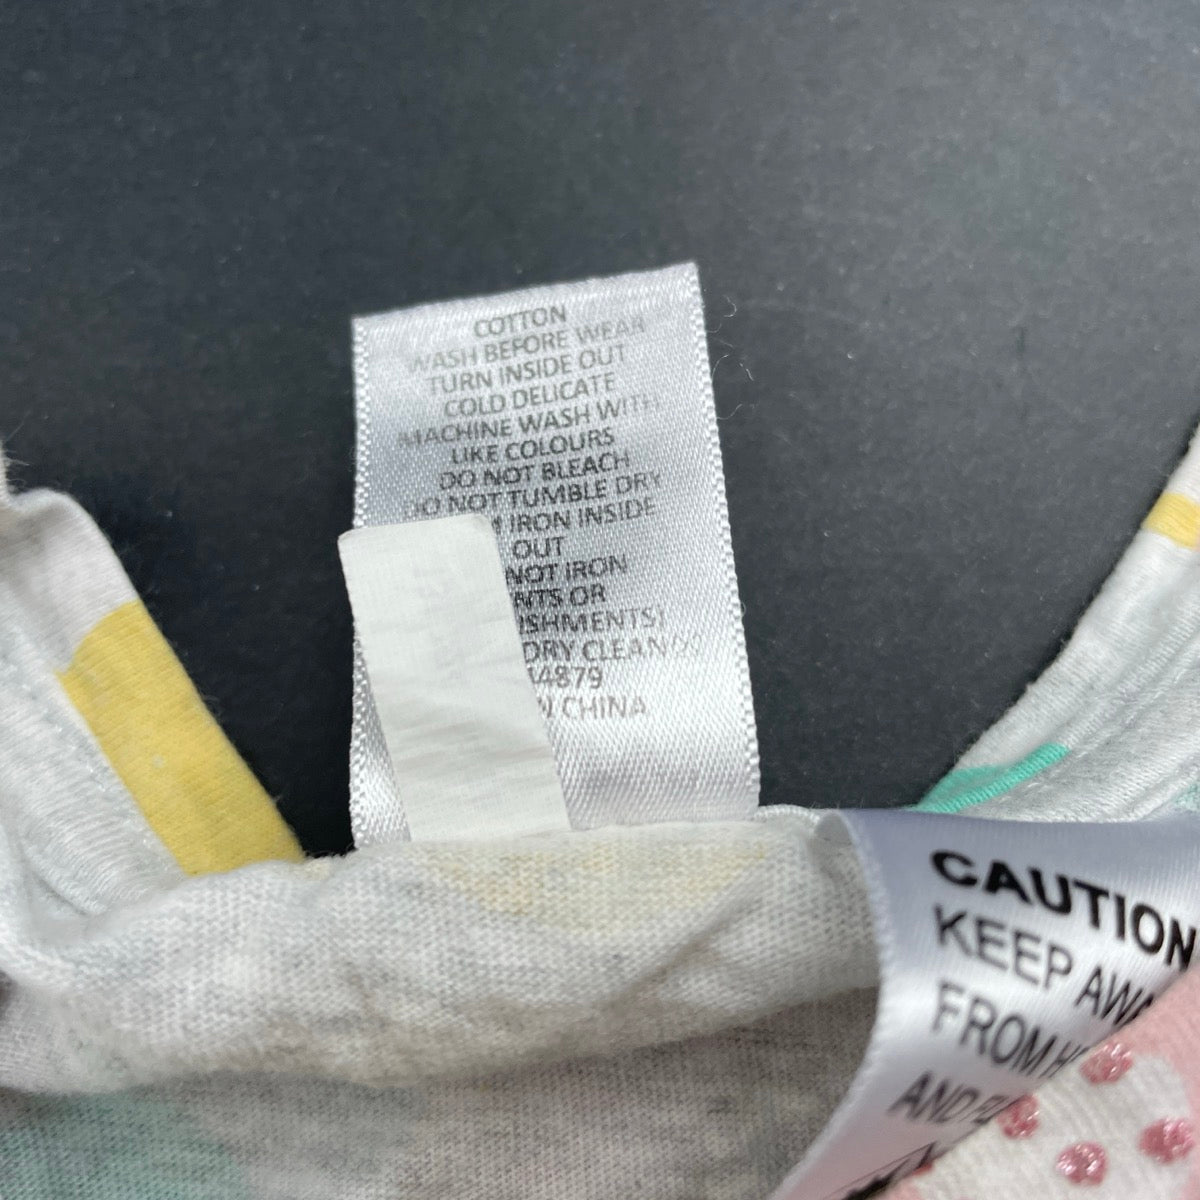 COTTON
WASH BEFORE WEAR
TURN INSIDE OUT
COLD DELICATE
MACHINE WASH WITH
LIKE COLOURS
DO NOT BLEACH
DO NOT TUMBLE DRY
IRON INSIDE
OUT
NOT IRON
OR
DRY CLEAN
4879
CHINA
CAUTION
KEEP
FROM
AND